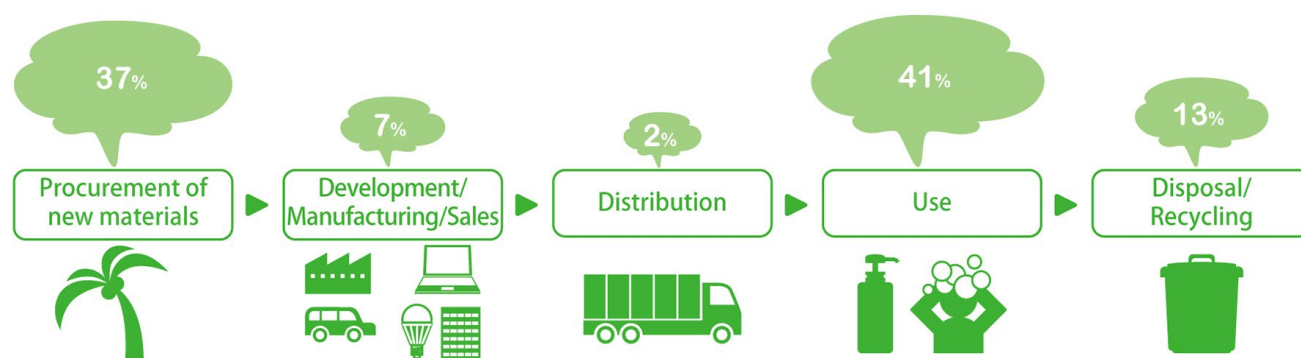 37%
7%
2%
41%
13%
Procurement of
new materials
Development/
Manufacturing/Sales
Distribution
Use
Disposal/
Recycling